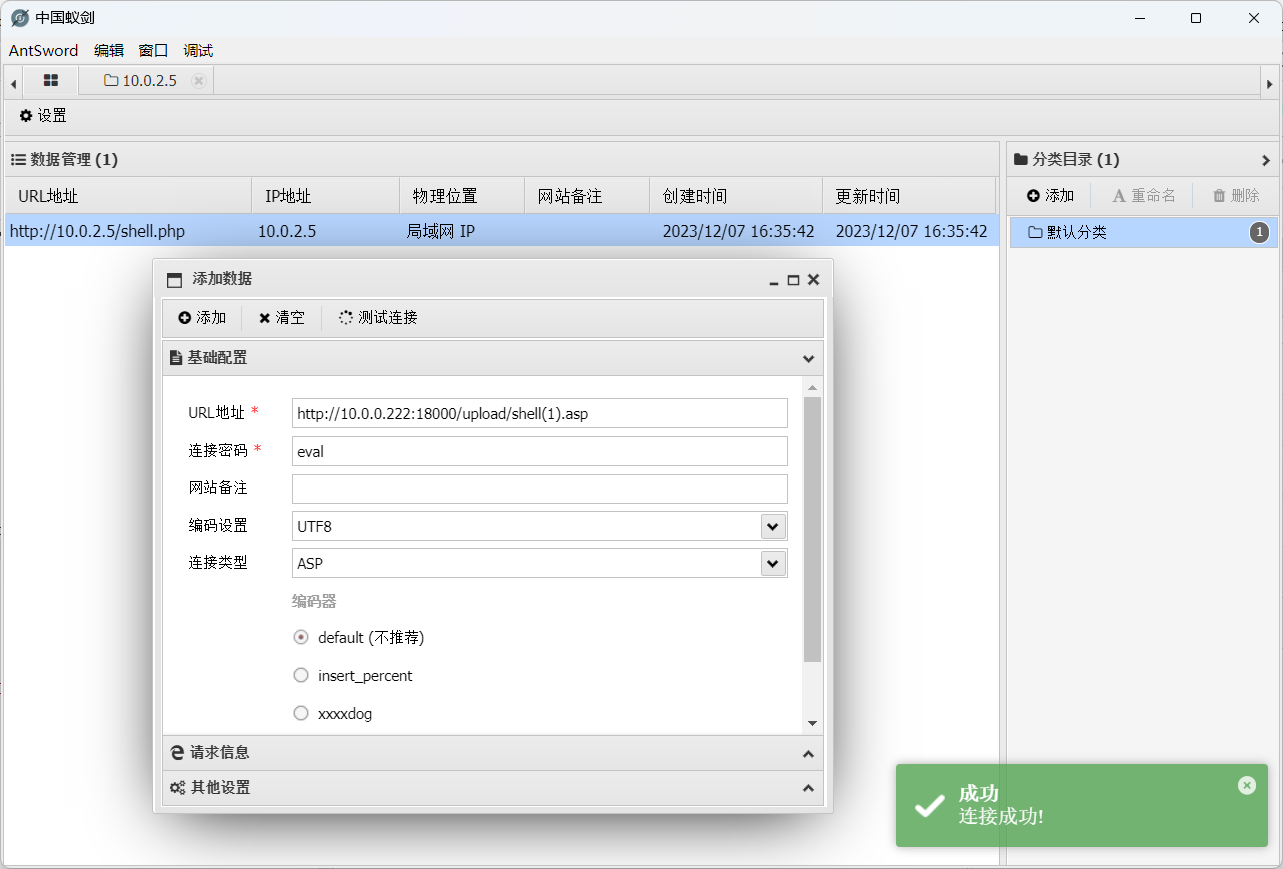 中国蚁剑
AntSword 编辑 窗口 调试
10.0.2.5
设置
数据管理 (1)
URL地址 IP地址 物理位置 网站备注 创建时间 更新时间
http://10.0.2.5/shell.php 10.0.2.5 局域网 IP 2023/12/07 16:35:42 2023/12/07 16:35:42
分类目录 (1)
添加 重命名 删除
默认分类 1
添加数据
添加 清空 测试连接
基础配置
URL地址 * http://10.0.0.222:18000/upload/shell(1).asp
连接密码 * eval
网站备注
编码设置 UTF8
连接类型 ASP
编码器
default (不推荐)
insert_percent
xxxxdog
请求信息
其他设置
成功
连接成功!